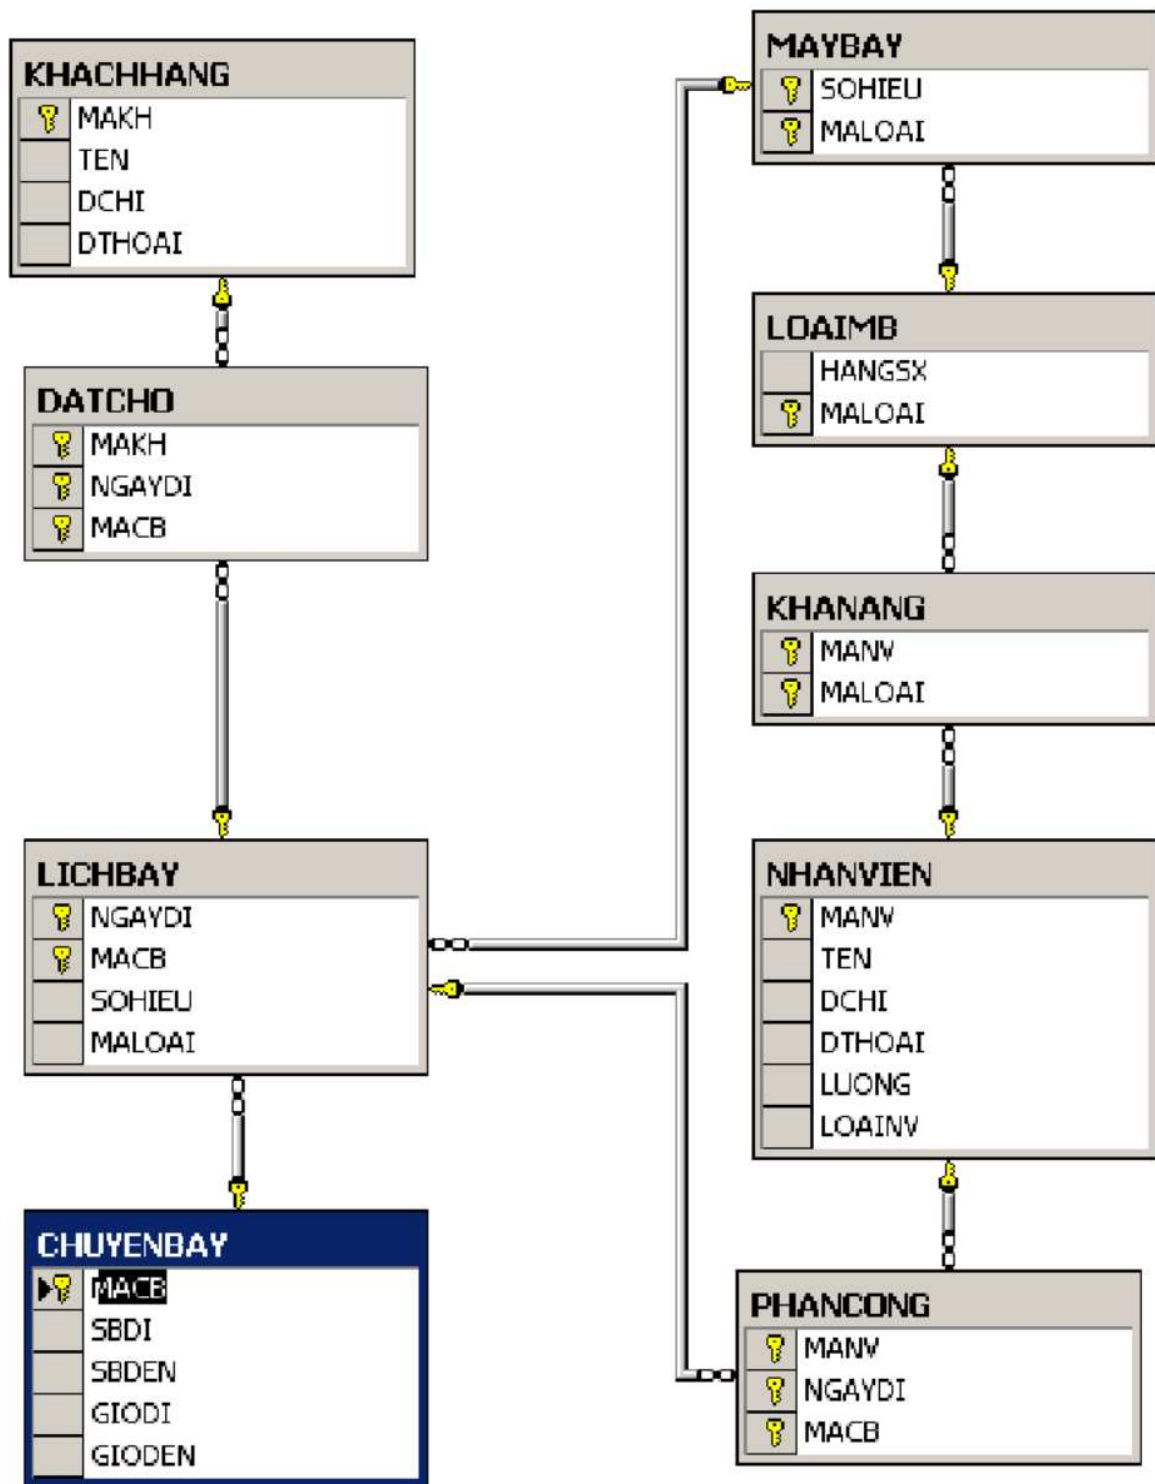 KHACHHANG
MAKH
TEN
DCHI
DTHOAI
DATCHO
MAKH
NGAYDI
MACB
LICHBAY
NGAYDI
MACB
SOHIEU
MALOAI
CHUYENBAY
MACB
SBDI
SBDEN
GIODI
GIODEN
MAYBAY
SOHIEU
MALOAI
LOAIMB
HANGSX
MALOAI
KHANANG
MANV
MALOAI
NHANVIEN
MANV
TEN
DCHI
DTHOAI
LUONG
LOAINV
PHANCONG
MANV
NGAYDI
MACB